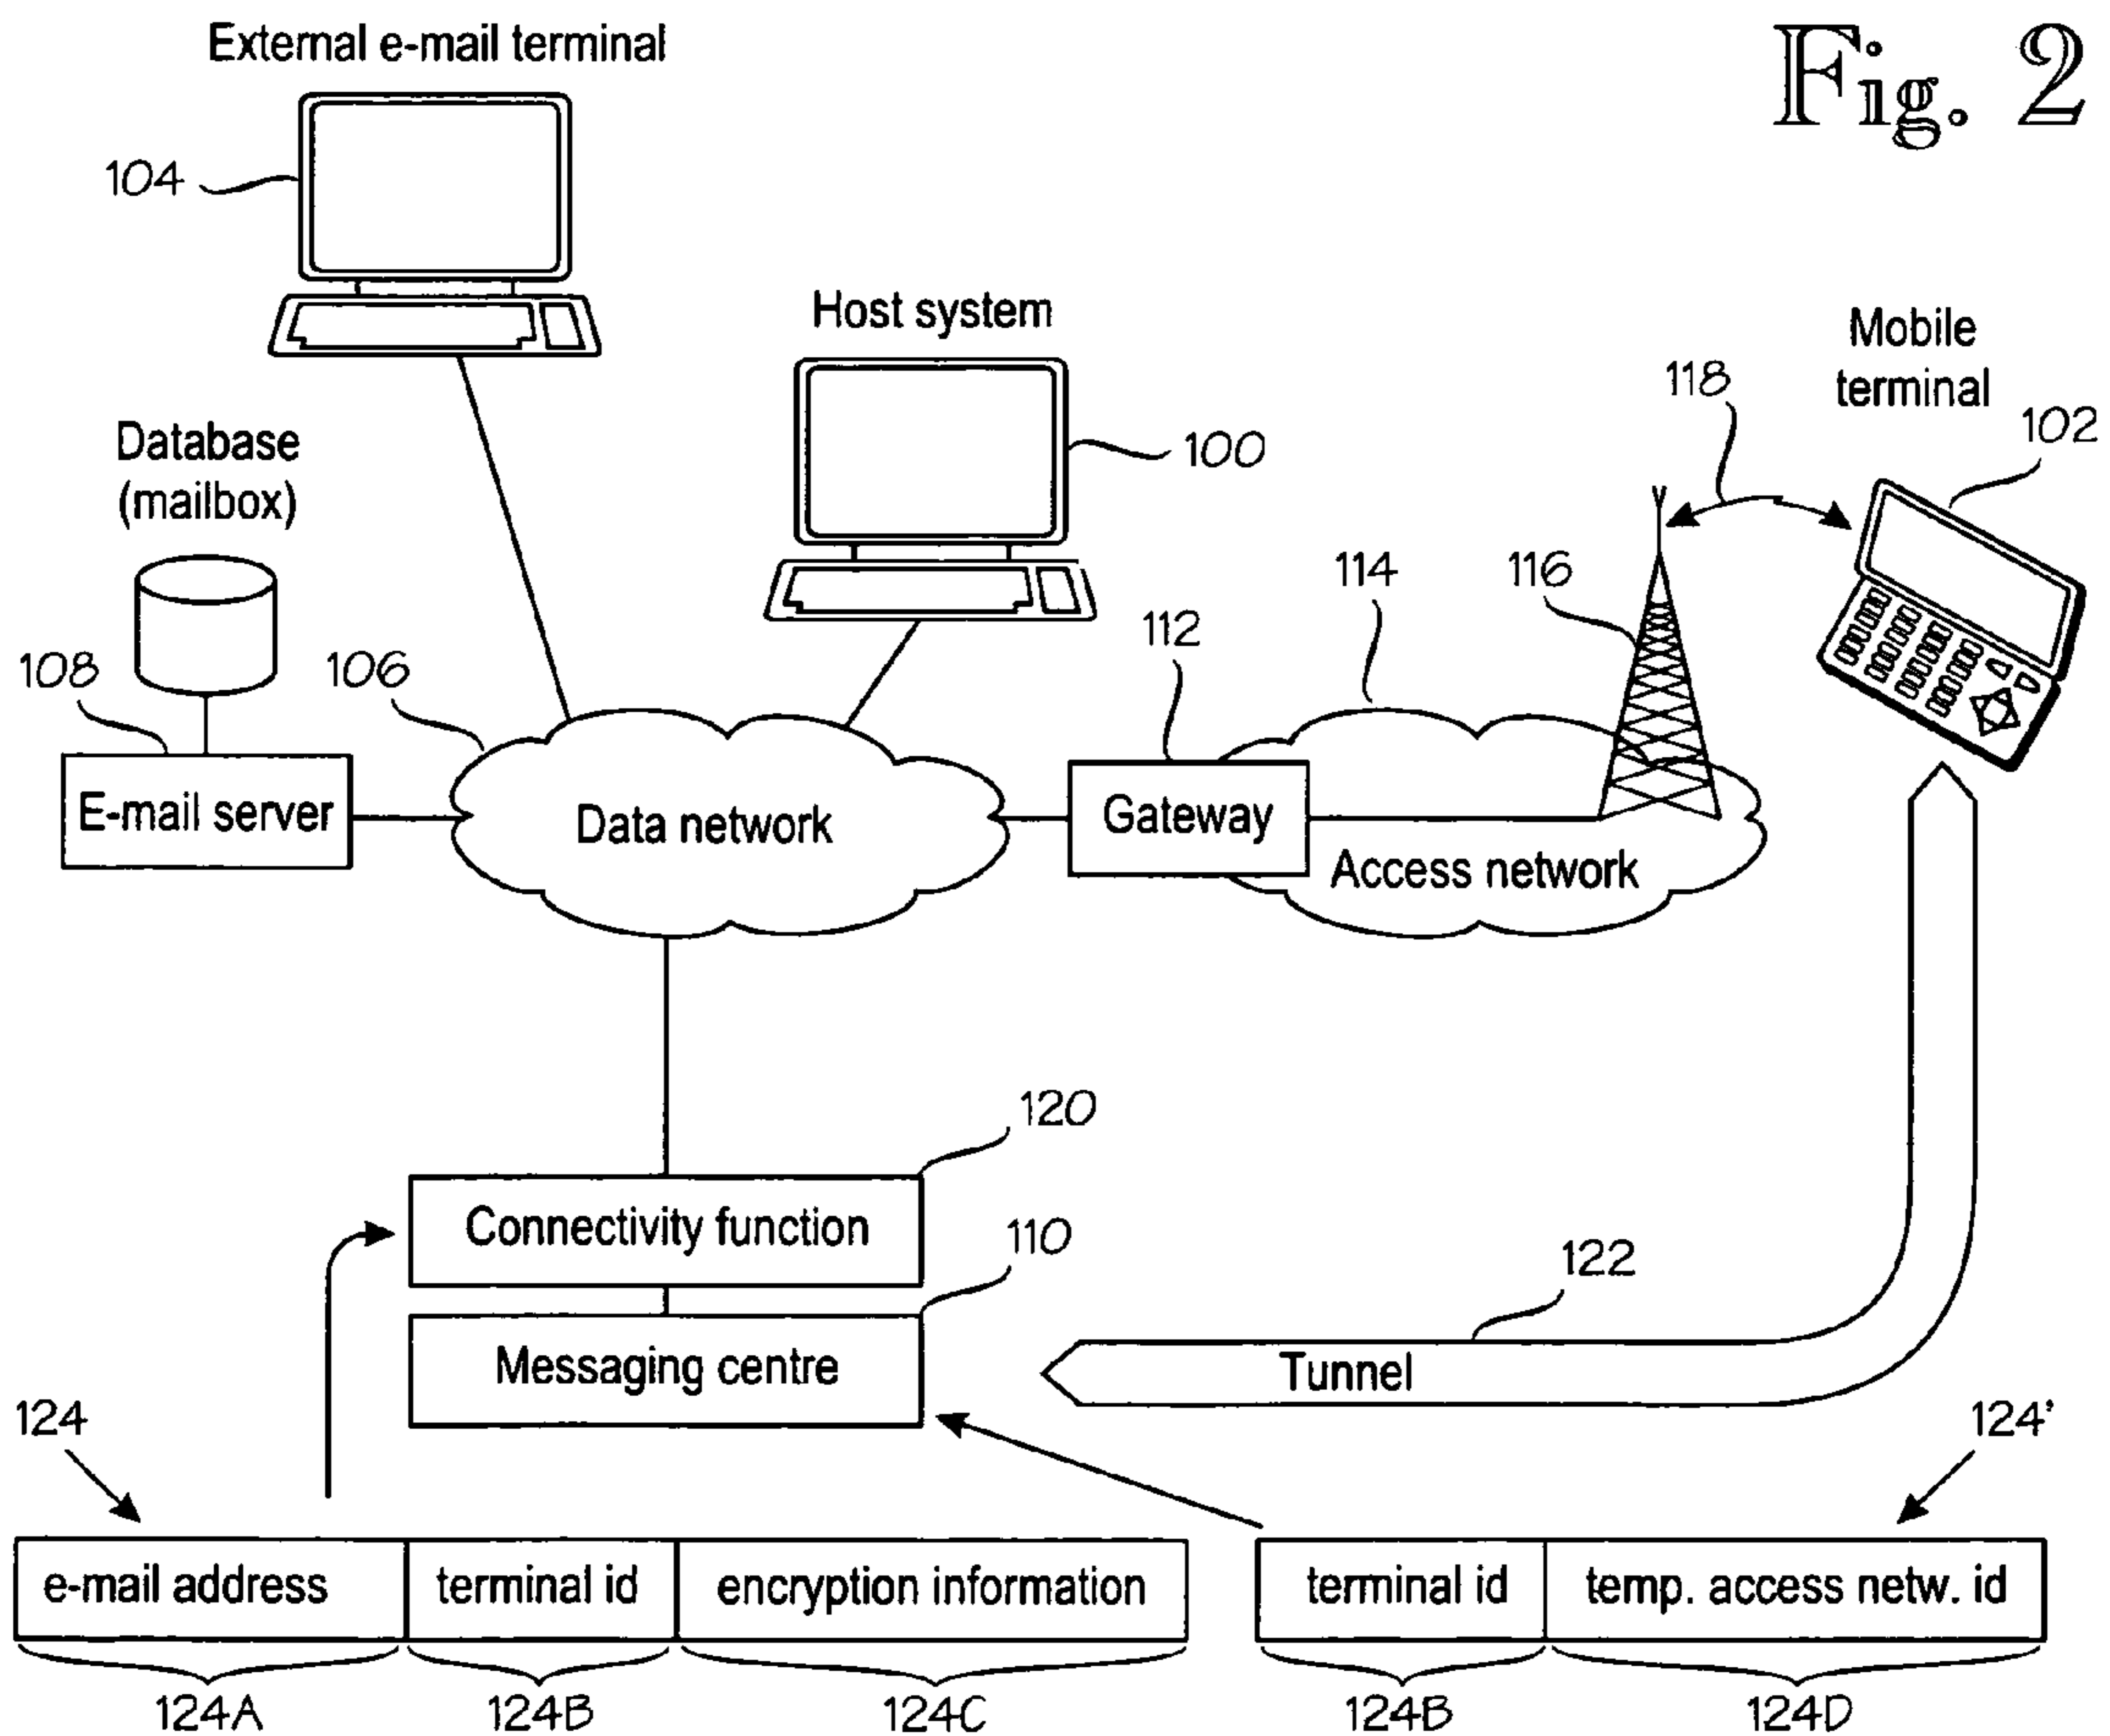 Fig. 2
External e-mail terminal
104
Host system
100
Mobile
terminal
102
118
Database
(mailbox)
108
106
112
114
116
E-mail server
Data network
Gateway
Access network
120
Connectivity function
110
Messaging centre
122
Tunnel
124
124'
e-mail address
terminal id
encryption information
terminal id
temp. access netw. id
124A
124B
124C
124B
124D